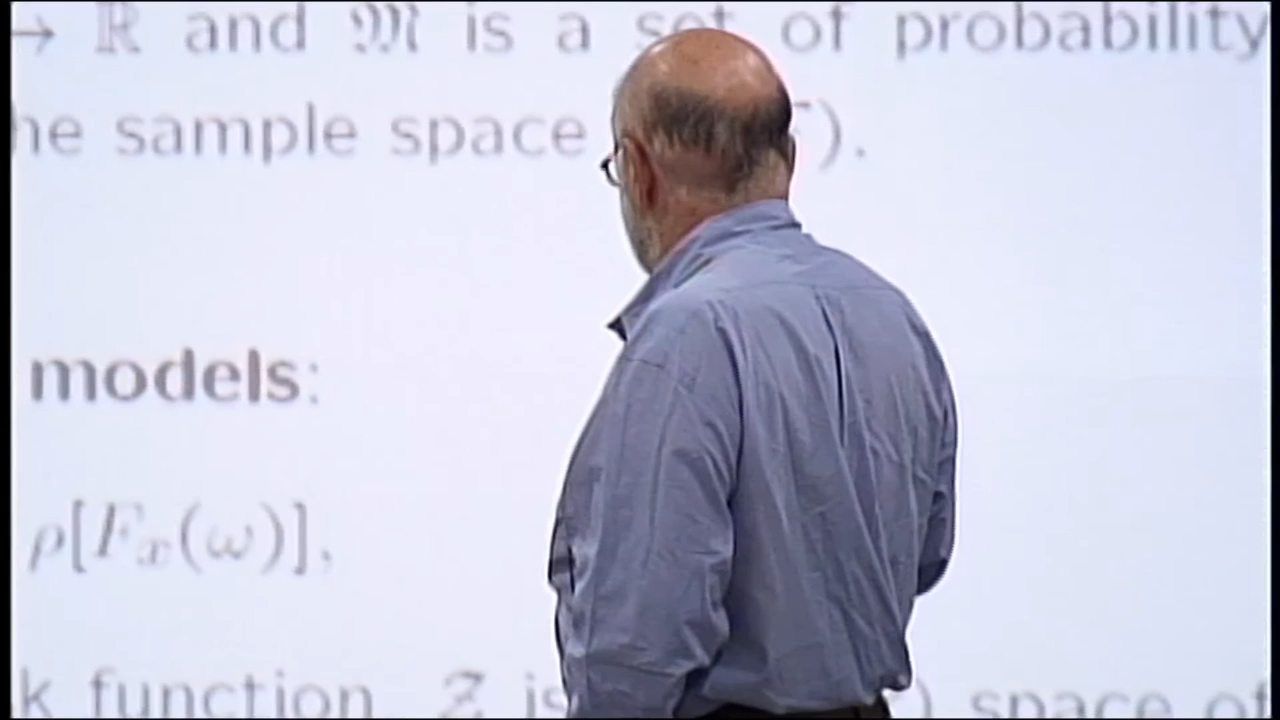 → ℝ and 𝔐 is a set of probability
he sample space ).
models:
ρ[F_x(ω)],
k function, 𝒵 is ) space of